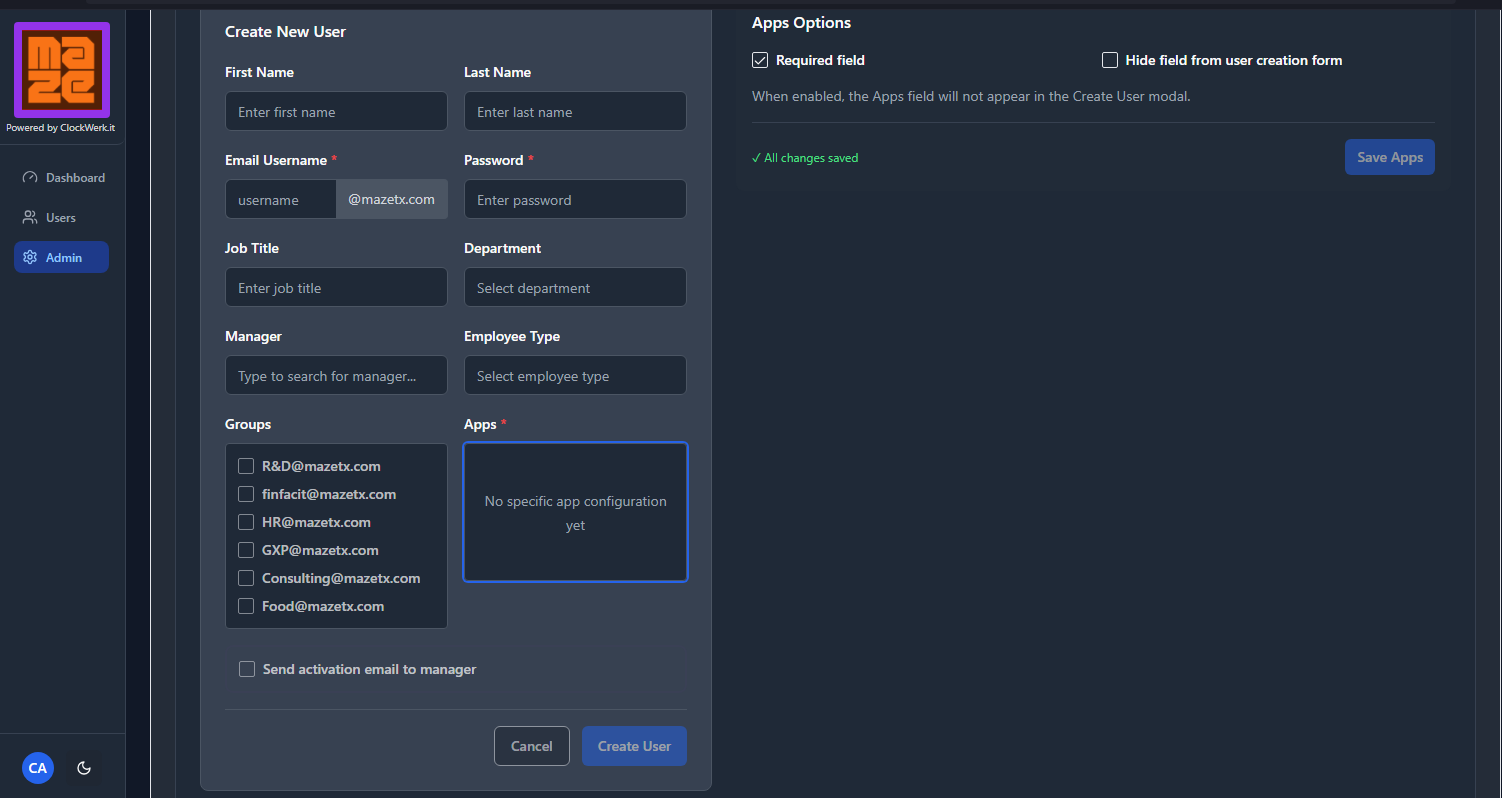 maze
Powered by ClockWerk.it
Dashboard
Users
Admin
CA
Create New User
First Name
Last Name
Enter first name
Enter last name
Email Username *
Password *
username
@mazetx.com
Enter password
Job Title
Department
Enter job title
Select department
Manager
Employee Type
Type to search for manager...
Select employee type
Groups
Apps *
R&D@mazetx.com
finfacit@mazetx.com
HR@mazetx.com
GXP@mazetx.com
Consulting@mazetx.com
Food@mazetx.com
No specific app configuration
yet
Send activation email to manager
Cancel
Create User
Apps Options
Required field
Hide field from user creation form
When enabled, the Apps field will not appear in the Create User modal.
✓ All changes saved
Save Apps